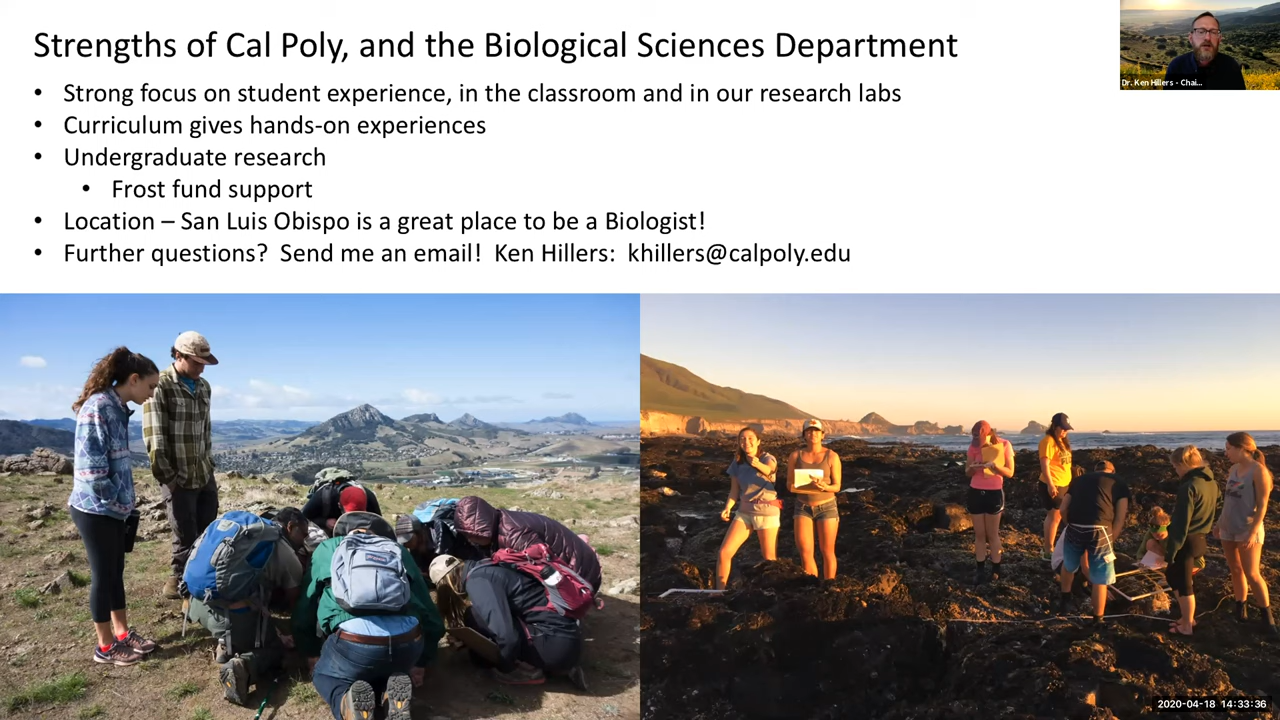 Strengths of Cal Poly, and the Biological Sciences Department
• Strong focus on student experience, in the classroom and in our research labs
• Curriculum gives hands-on experiences
• Undergraduate research
• Frost fund support
• Location – San Luis Obispo is a great place to be a Biologist!
• Further questions?  Send me an email!  Ken Hillers:  khillers@calpoly.edu
Dr. Ken Hillers - Chai...
2020-04-18 14:33:36